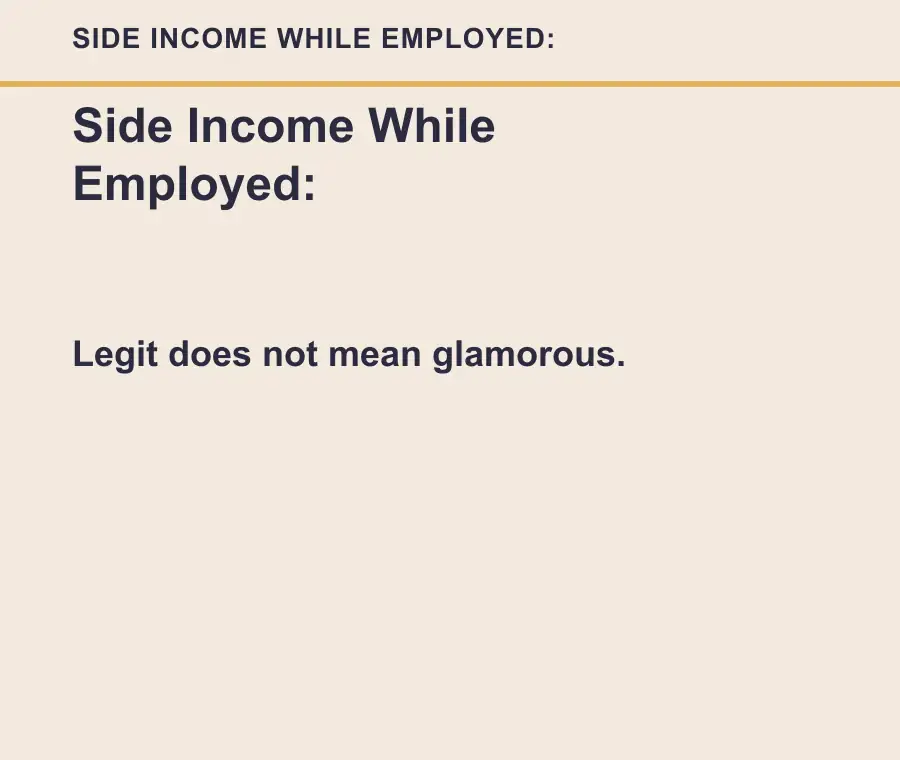 SIDE INCOME WHILE EMPLOYED:
Side Income While
Employed:
Legit does not mean glamorous.